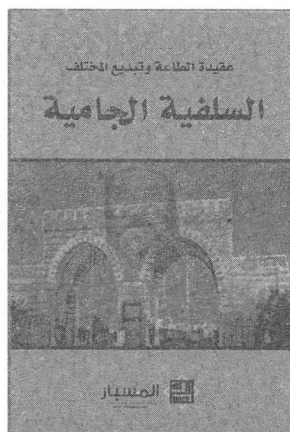 عقيدة الطاعة وتبديع المختلف
السلفية الجامية
المسبار